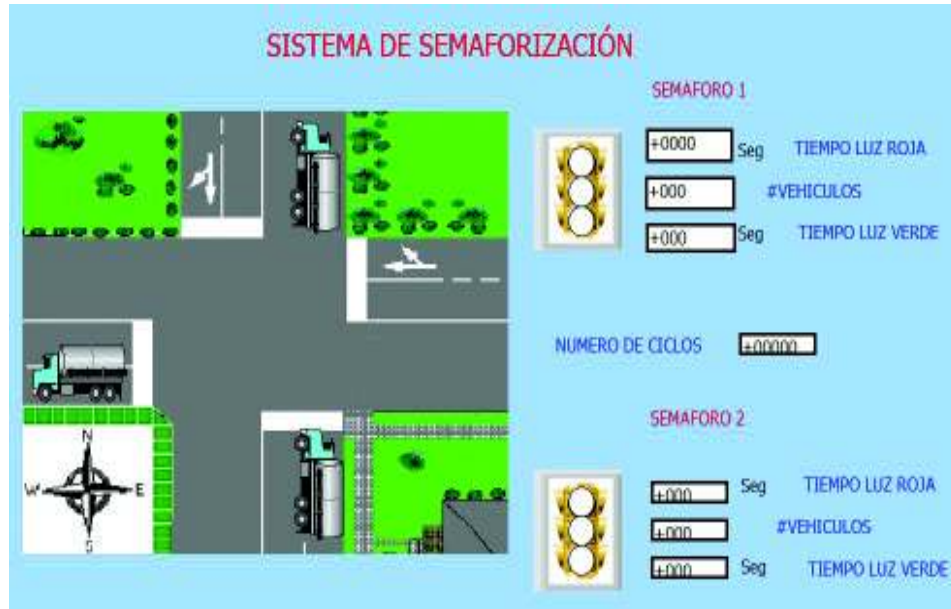 SISTEMA DE SEMAFORIZACIÓN
SEMAFORO 1
+0000 Seg TIEMPO LUZ ROJA
+000 #VEHICULOS
+000 Seg TIEMPO LUZ VERDE
NUMERO DE CICLOS +00000
SEMAFORO 2
+000 Seg TIEMPO LUZ ROJA
+000 #VEHICULOS
+000 Seg TIEMPO LUZ VERDE
N
W E
S